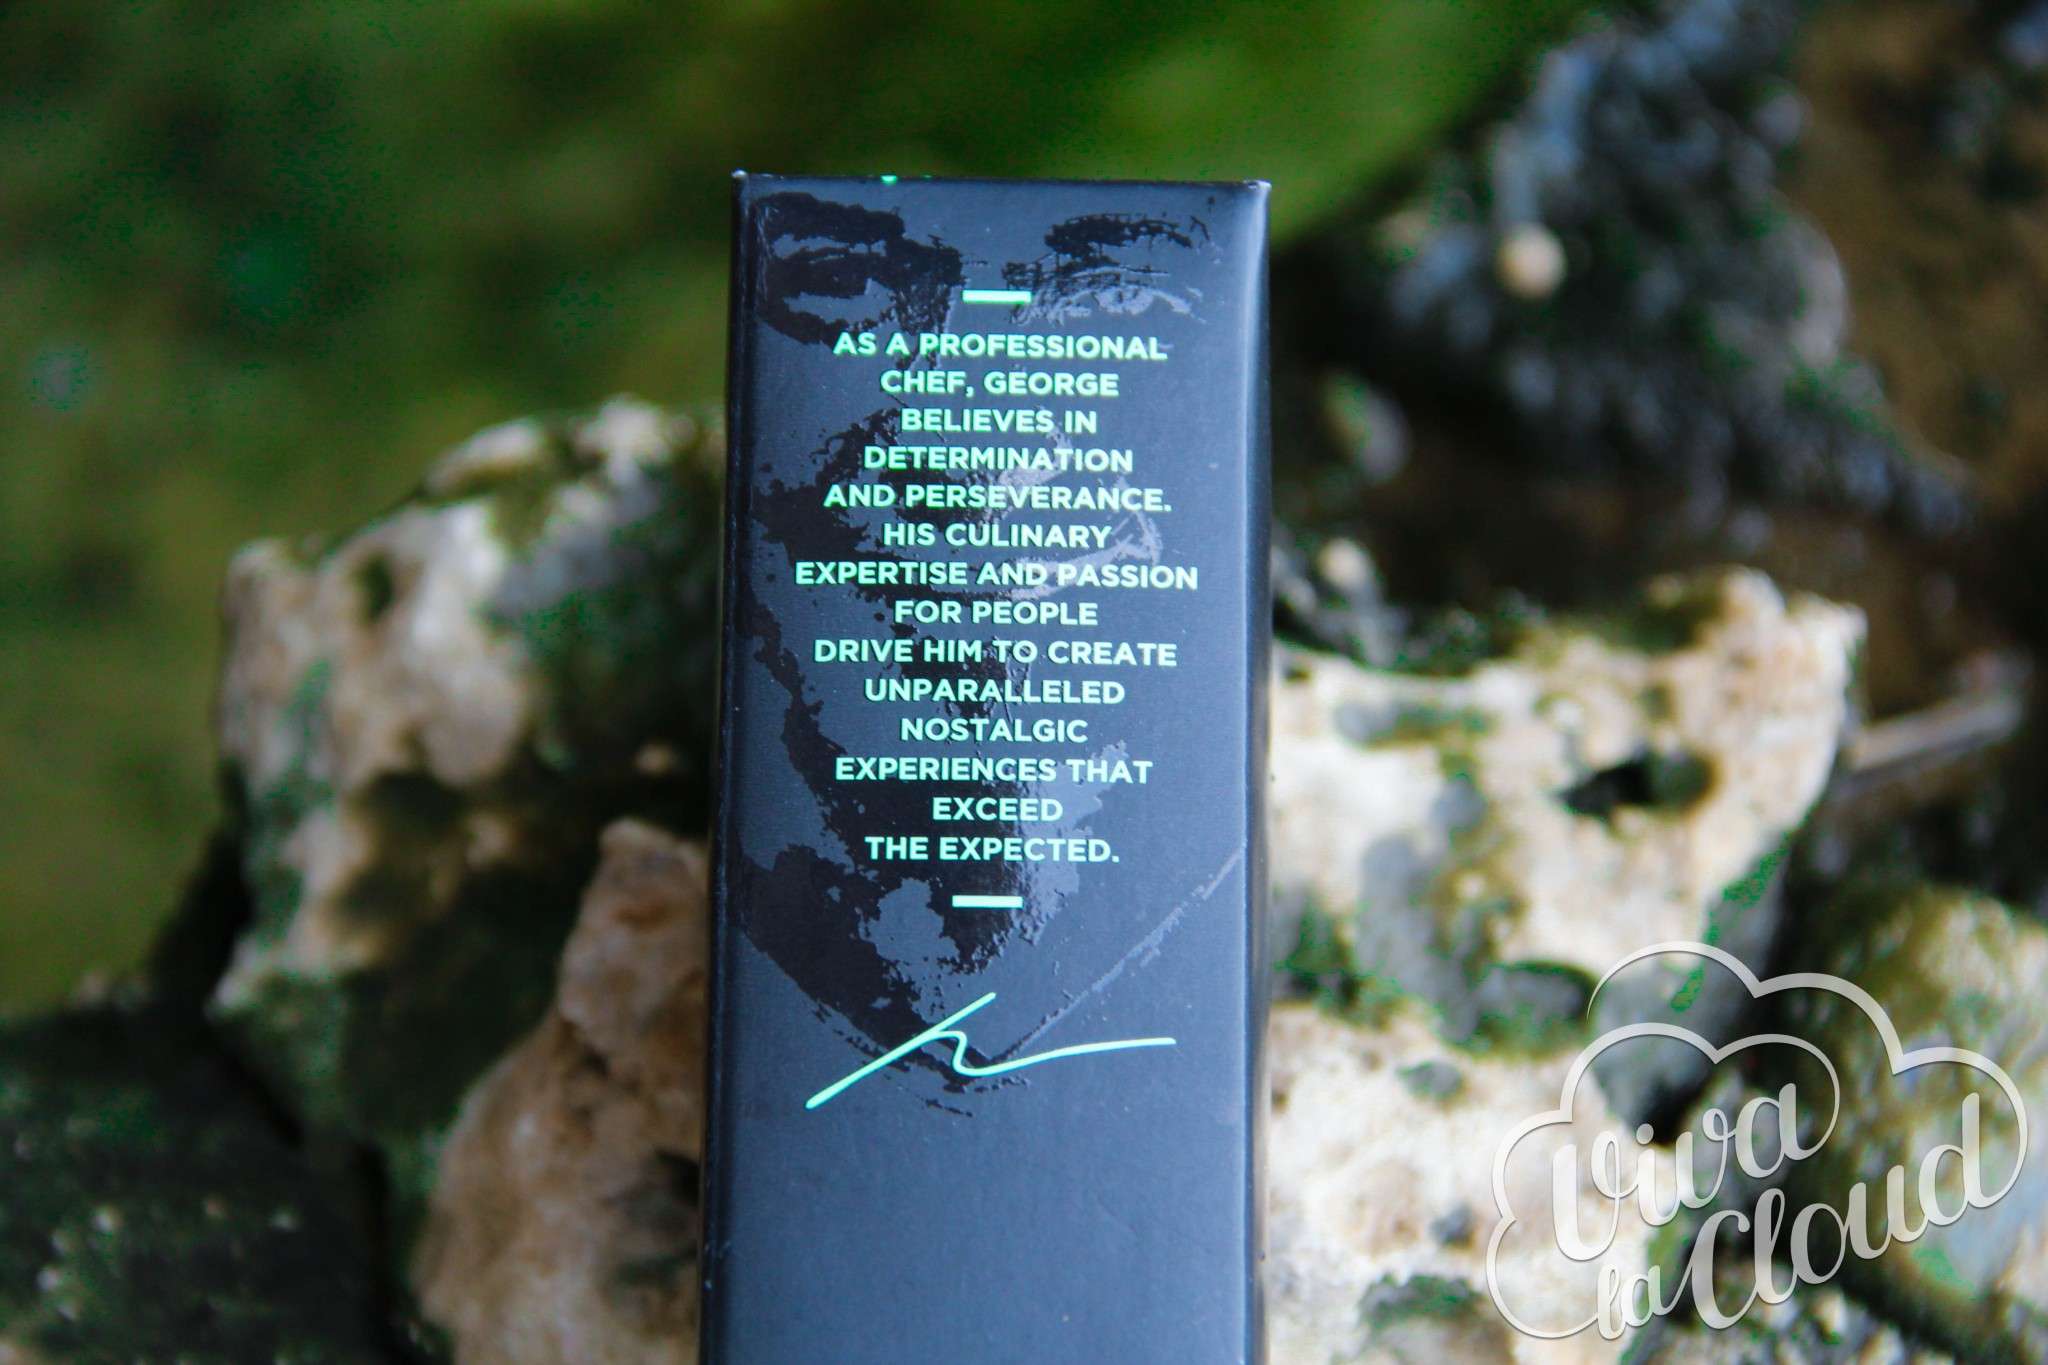 AS A PROFESSIONAL
CHEF, GEORGE
BELIEVES IN
DETERMINATION
AND PERSEVERANCE.
HIS CULINARY
EXPERTISE AND PASSION
FOR PEOPLE
DRIVE HIM TO CREATE
UNPARALLELED
NOSTALGIC
EXPERIENCES THAT
EXCEED
THE EXPECTED.
Viva
la Cloud